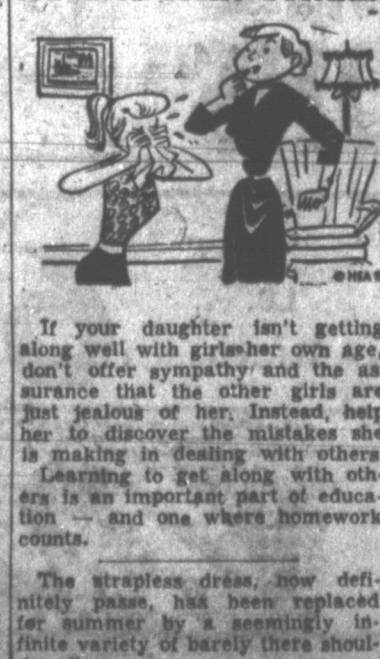 © NEA
If your daughter isn't getting
along well with girls her own age,
don't offer sympathy and the as
surance that the other girls are
just jealous of her. Instead, help
her to discover the mistakes she
is making in dealing with others
Learning to get along with oth
ers is an important part of educa
tion — and one where homework
counts.
The strapless dress, now defi-
nitely passe, has been replaced
for summer by a seemingly in-
finite variety of barely there shoul-